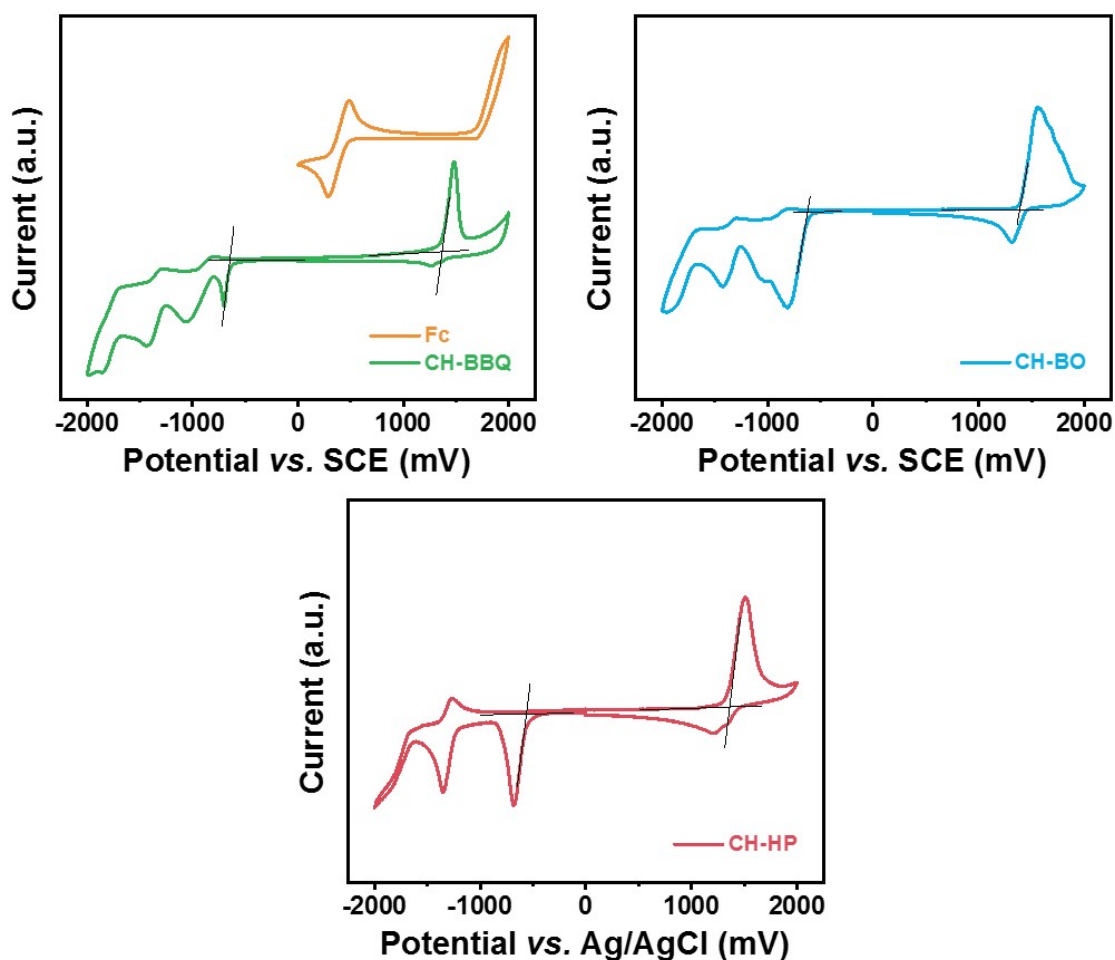 Current (a.u.)
Fc
CH-BBQ
-2000 -1000 0 1000 2000
Potential vs. SCE (mV)
Current (a.u.)
CH-BO
-2000 -1000 0 1000 2000
Potential vs. SCE (mV)
Current (a.u.)
CH-HP
-2000 -1000 0 1000 2000
Potential vs. Ag/AgCl (mV)